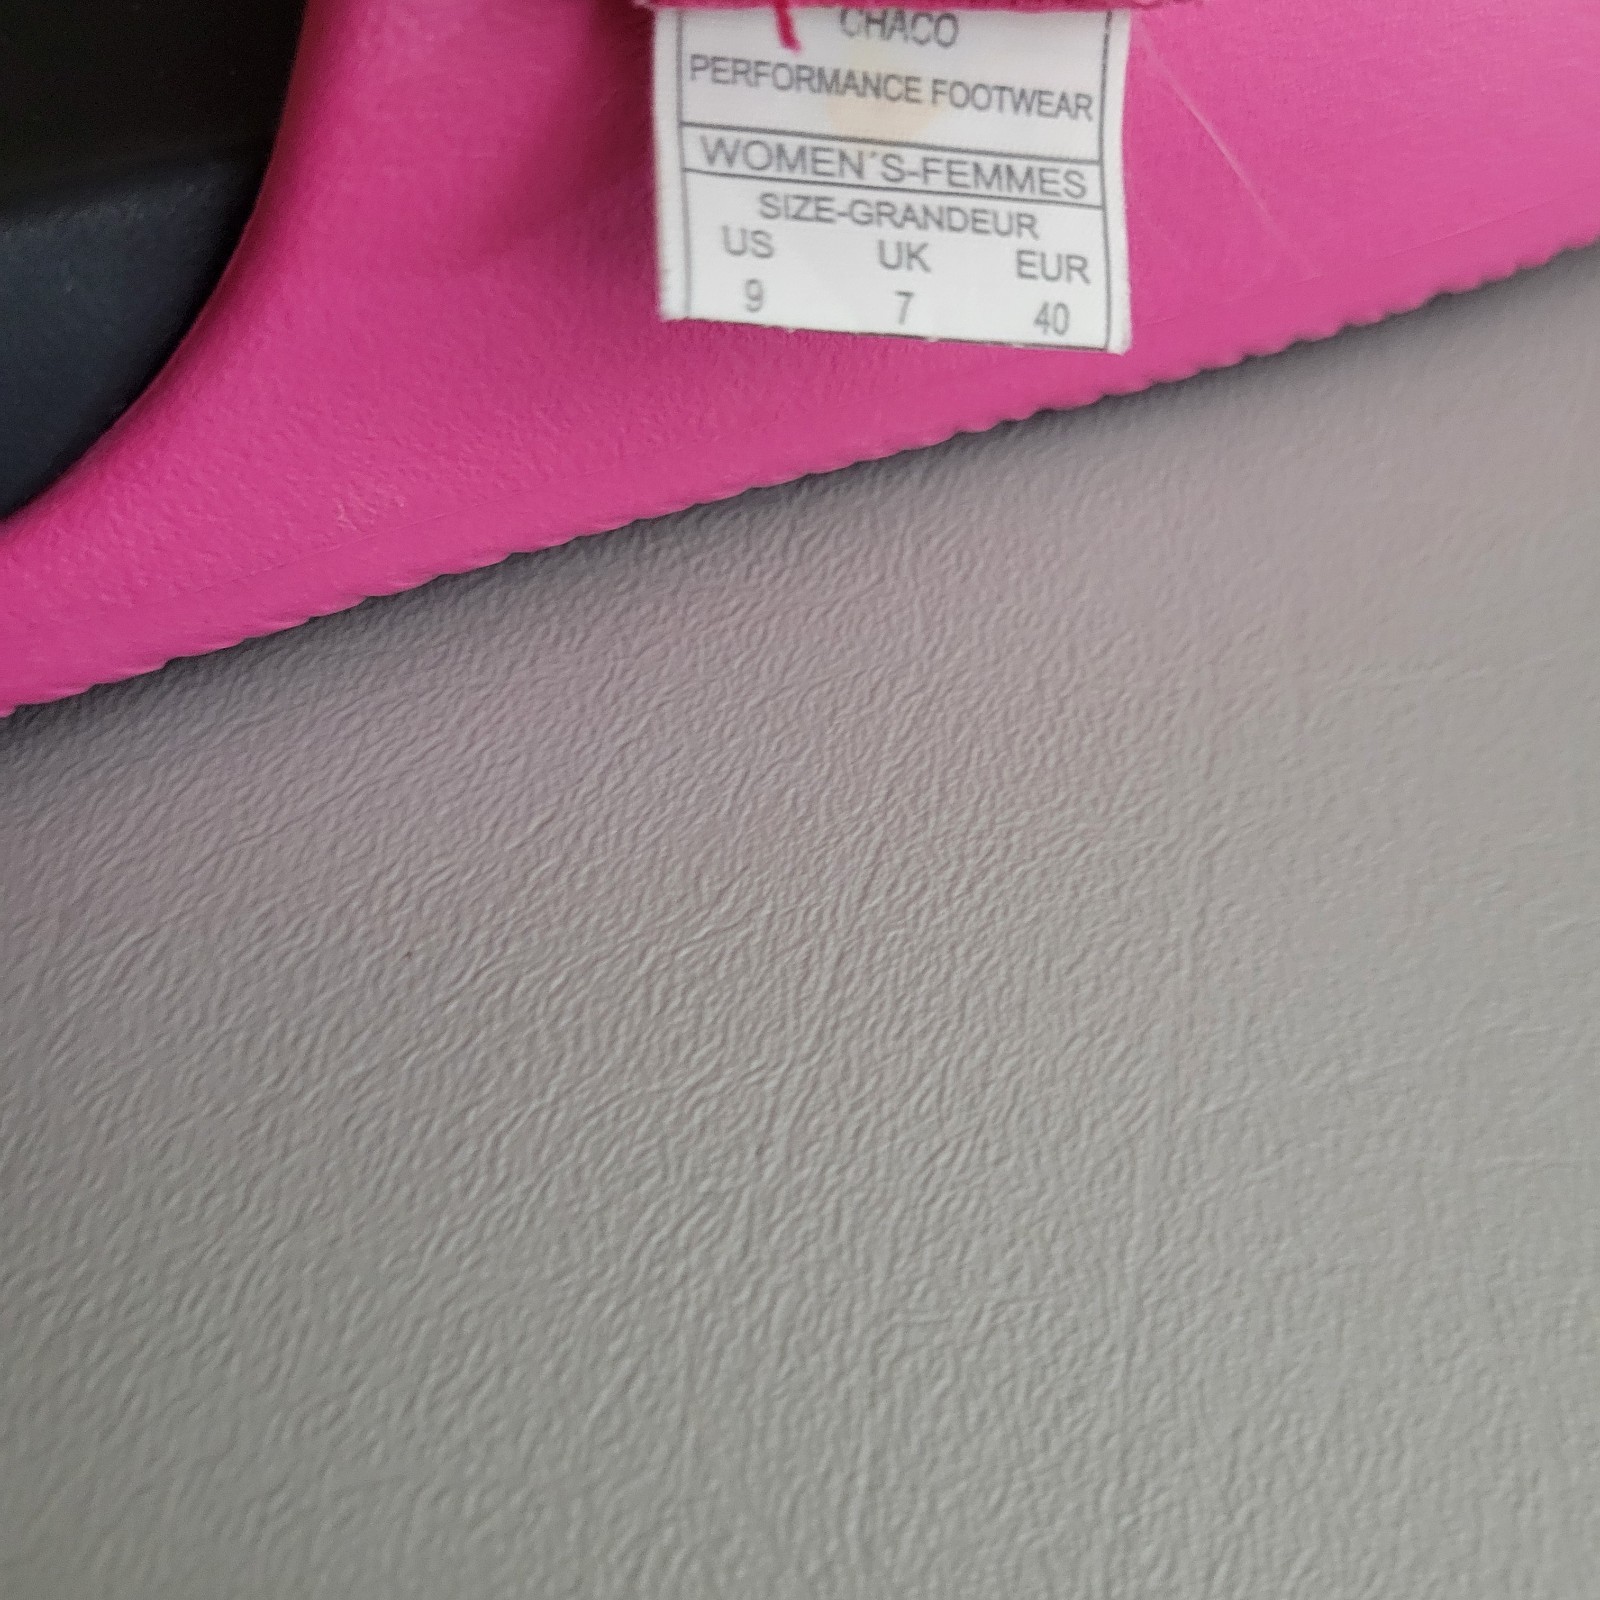 CHACO
PERFORMANCE FOOTWEAR
WOMEN'S-FEMMES
SIZE-GRANDEUR
US UK EUR
9 7 40